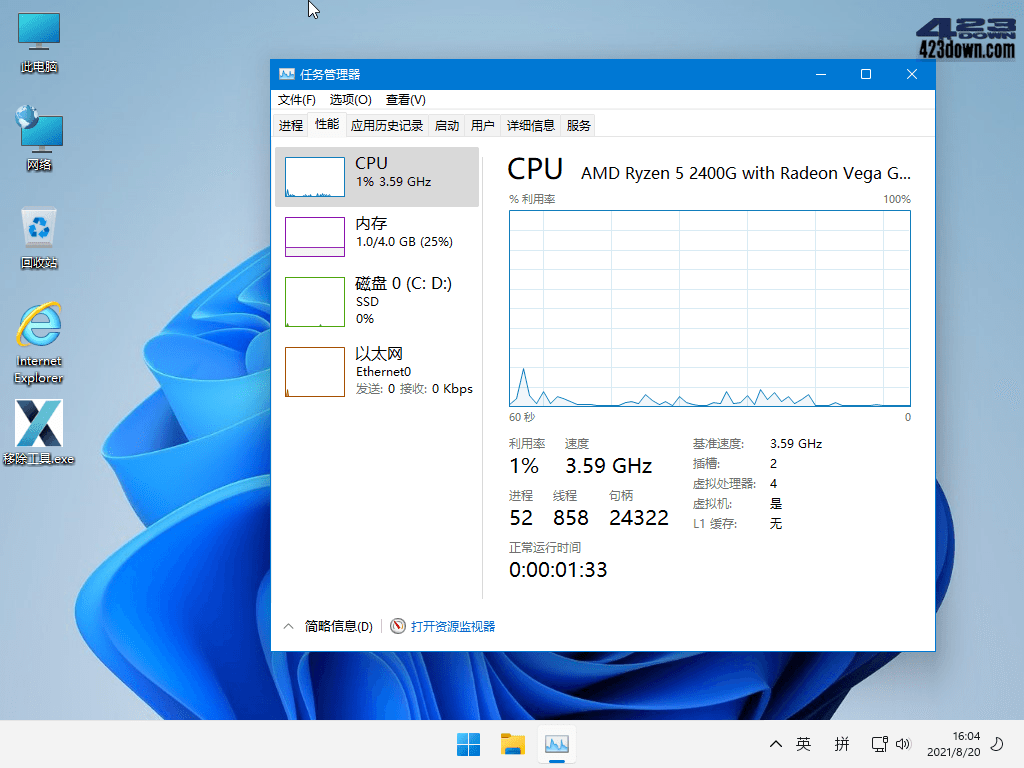 此电脑
网络
回收站
Internet
Explorer
移除工具.exe
423
DOWN
423down.com
任务管理器
文件(F) 选项(O) 查看(V)
进程 性能 应用历史记录 启动 用户 详细信息 服务
CPU
1% 3.59 GHz
内存
1.0/4.0 GB (25%)
磁盘 0 (C: D:)
SSD
0%
以太网
Ethernet0
发送: 0 接收: 0 Kbps
CPU AMD Ryzen 5 2400G with Radeon Vega G...
% 利用率 100%
60 秒 0
利用率 速度
1% 3.59 GHz
进程 线程 句柄
52 858 24322
正常运行时间
0:00:01:33
基准速度: 3.59 GHz
插槽: 2
虚拟处理器: 4
虚拟机: 是
L1 缓存: 无
简略信息(D) 打开资源监视器
英 拼
16:04
2021/8/20